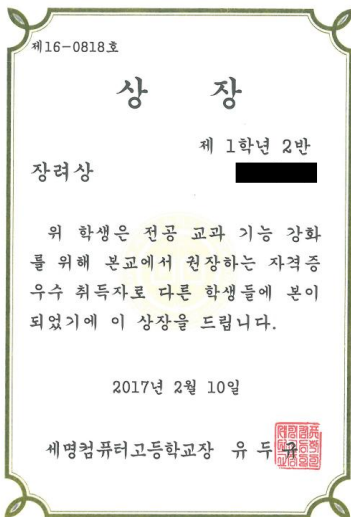 제16-0818호
상 장
제 1학년 2반
장려상
위 학생은 전공 교과 기능 강화
를 위해 본교에서 권장하는 자격증
우수 취득자로 다른 학생들에 본이
되었기에 이 상장을 드립니다.
2017년 2월 10일
세명컴퓨터고등학교장 유 두 규